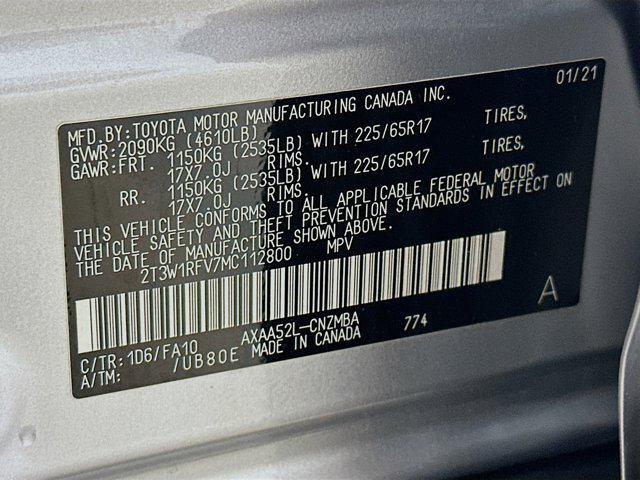 01/21
MFD.BY:TOYOTA MOTOR MANUFACTURING CANADA INC.
GVWR:2090KG (4610LB)
GAWR:FRT. 1150KG (2535LB) WITH 225/65R17 TIRES,
17X7.0J RIMS.
RR. 1150KG (2535LB) WITH 225/65R17 TIRES,
17X7.0J RIMS.
THIS VEHICLE CONFORMS TO ALL APPLICABLE FEDERAL MOTOR
VEHICLE SAFETY AND THEFT PREVENTION STANDARDS IN EFFECT ON
THE DATE OF MANUFACTURE SHOWN ABOVE.
2T3W1RFV7MC112800 MPV
A
C/TR:1D6/FA10 AXAA52L-CNZMBA 774
A/TM: /UB80E MADE IN CANADA